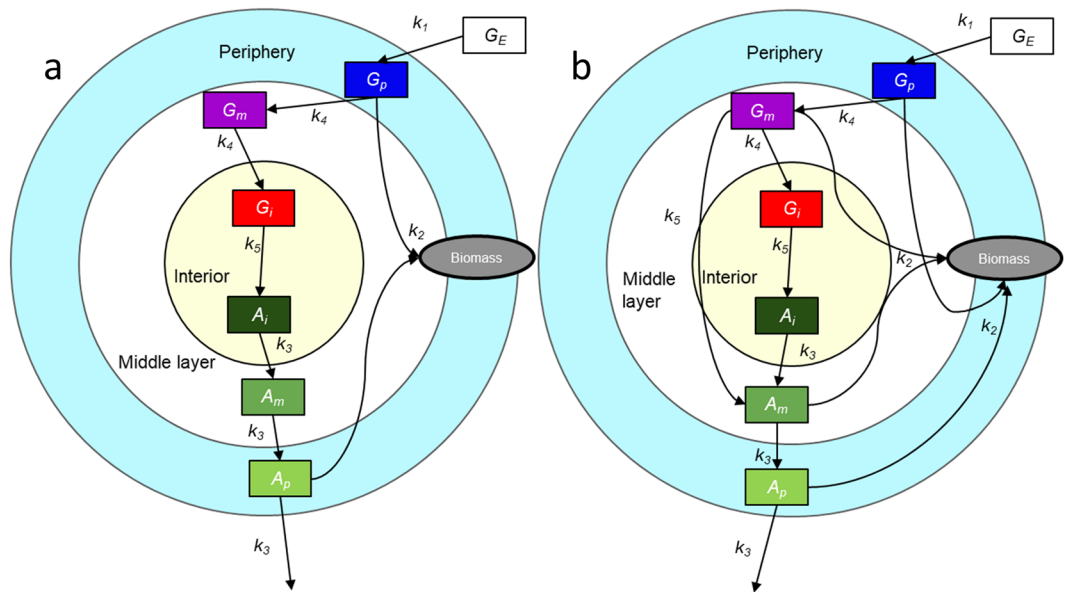 a
k1
GE
Periphery
Gp
Gm
k4
k4
Gi
k5
k2
Biomass
Interior
Ai
k3
Middle layer
Am
k3
Ap
k3
b
k1
GE
Periphery
Gp
Gm
k4
k4
k5
Gi
k5
k2
Biomass
Middle
layer
Interior
Ai
k3
k2
Am
k3
Ap
k3